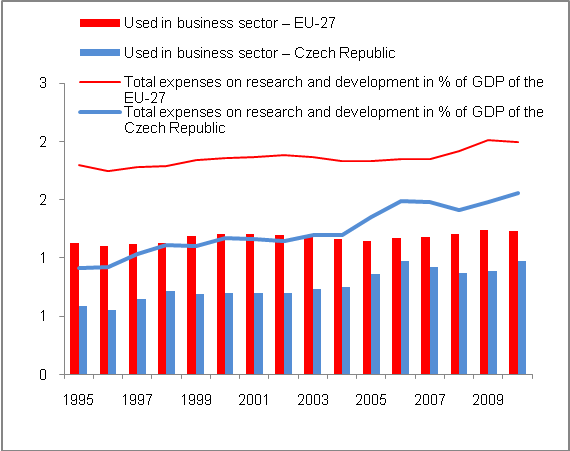 Used in business sector – EU-27
Used in business sector – Czech Republic
Total expenses on research and development in % of GDP of the
EU-27
Total expenses on research and development in % of GDP of the
Czech Republic
3
2
2
1
1
0
1995 1997 1999 2001 2003 2005 2007 2009